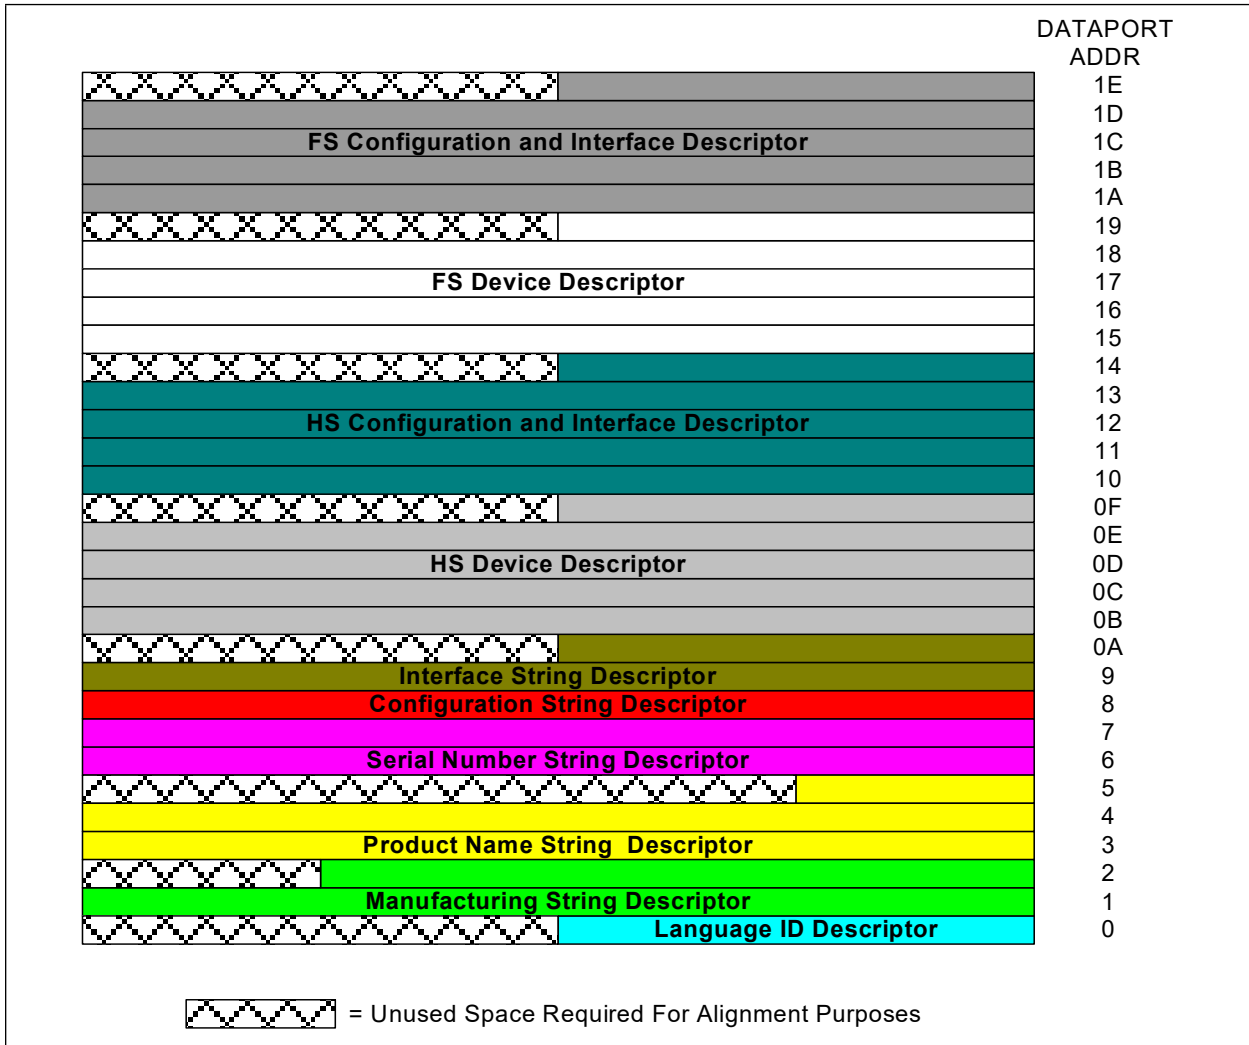 DATAPORT
ADDR
1E
1D
FS Configuration and Interface Descriptor 1C
1B
1A
19
18
FS Device Descriptor 17
16
15
14
13
HS Configuration and Interface Descriptor 12
11
10
0F
0E
HS Device Descriptor 0D
0C
0B
0A
Interface String Descriptor 9
Configuration String Descriptor 8
7
Serial Number String Descriptor 6
5
4
Product Name String Descriptor 3
2
Manufacturing String Descriptor 1
Language ID Descriptor 0
= Unused Space Required For Alignment Purposes